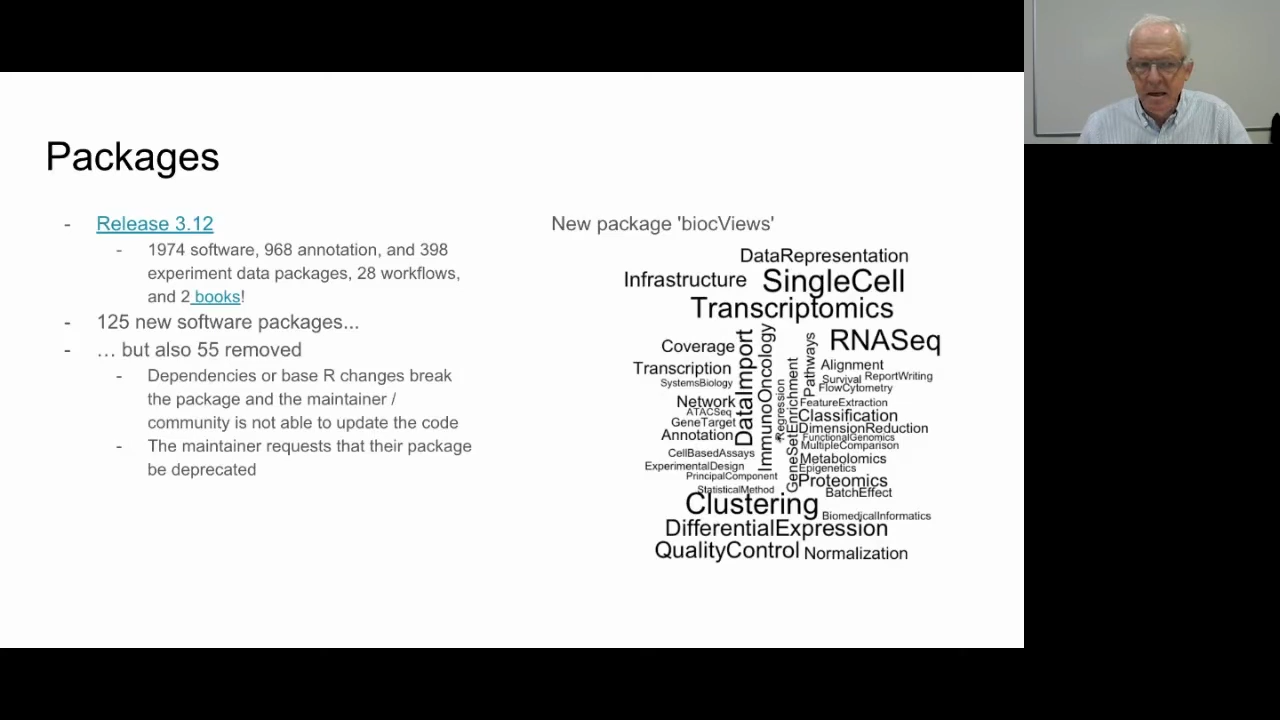 Packages
- Release 3.12
- 1974 software, 968 annotation, and 398
experiment data packages, 28 workflows,
and 2 books!
- 125 new software packages...
- … but also 55 removed
- Dependencies or base R changes break
the package and the maintainer /
community is not able to update the code
- The maintainer requests that their package
be deprecated
New package 'biocViews'
DataRepresentation
Infrastructure
SingleCell
Transcriptomics
RNASeq
Coverage
DataImport
ImmunoOncology
Pathways
Transcription
Alignment
SystemsBiology
Survival
ReportWriting
FlowCytometry
Network
Regression
GeneSetEnrichment
FeatureExtraction
ATACSeq
Classification
GeneTarget
DimensionReduction
Annotation
FunctionalGenomics
MultipleComparison
CellBasedAssays
Metabolomics
ExperimentalDesign
Epigenetics
PrincipalComponent
Proteomics
StatisticalMethod
BatchEffect
Clustering
BiomedicalInformatics
DifferentialExpression
QualityControl
Normalization